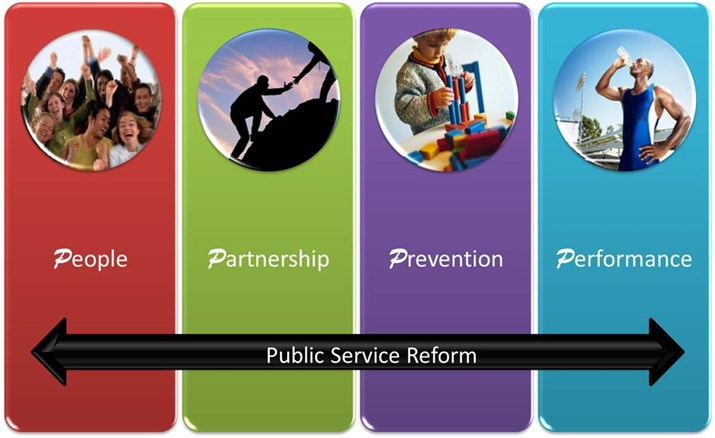 People
Partnership
Prevention
Performance
Public Service Reform